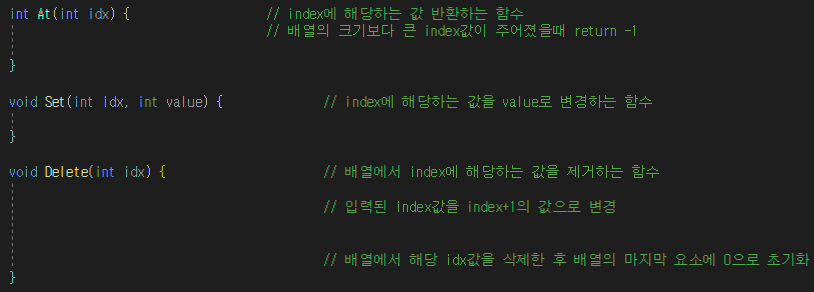 int At(int idx) { // index에 해당하는 값 반환하는 함수
// 배열의 크기보다 큰 index값이 주어졌을때 return -1
}
void Set(int idx, int value) { // index에 해당하는 값을 value로 변경하는 함수
}
void Delete(int idx) { // 배열에서 index에 해당하는 값을 제거하는 함수
// 입력된 index값을 index+1의 값으로 변경
// 배열에서 해당 idx값을 삭제한 후 배열의 마지막 요소에 0으로 초기화
}